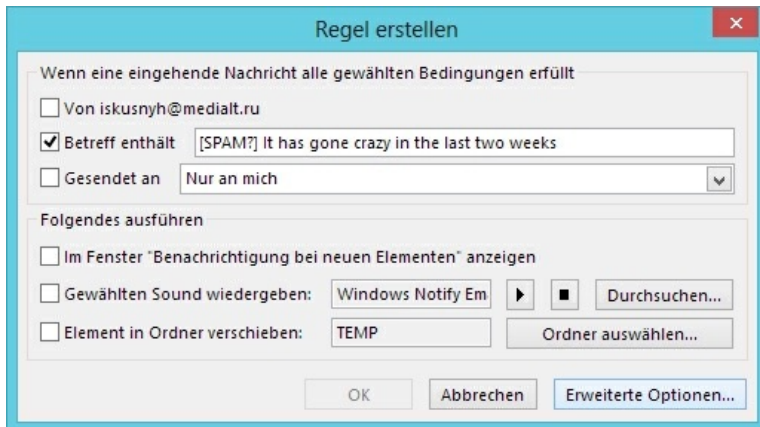 Regel erstellen
Wenn eine eingehende Nachricht alle gewählten Bedingungen erfüllt
Von iskusnyh@medialt.ru
Betreff enthält [SPAM?] It has gone crazy in the last two weeks
Gesendet an Nur an mich
Folgendes ausführen
Im Fenster "Benachrichtigung bei neuen Elementen" anzeigen
Gewählten Sound wiedergeben: Windows Notify Em Durchsuchen...
Element in Ordner verschieben: TEMP Ordner auswählen...
OK Abbrechen Erweiterte Optionen...